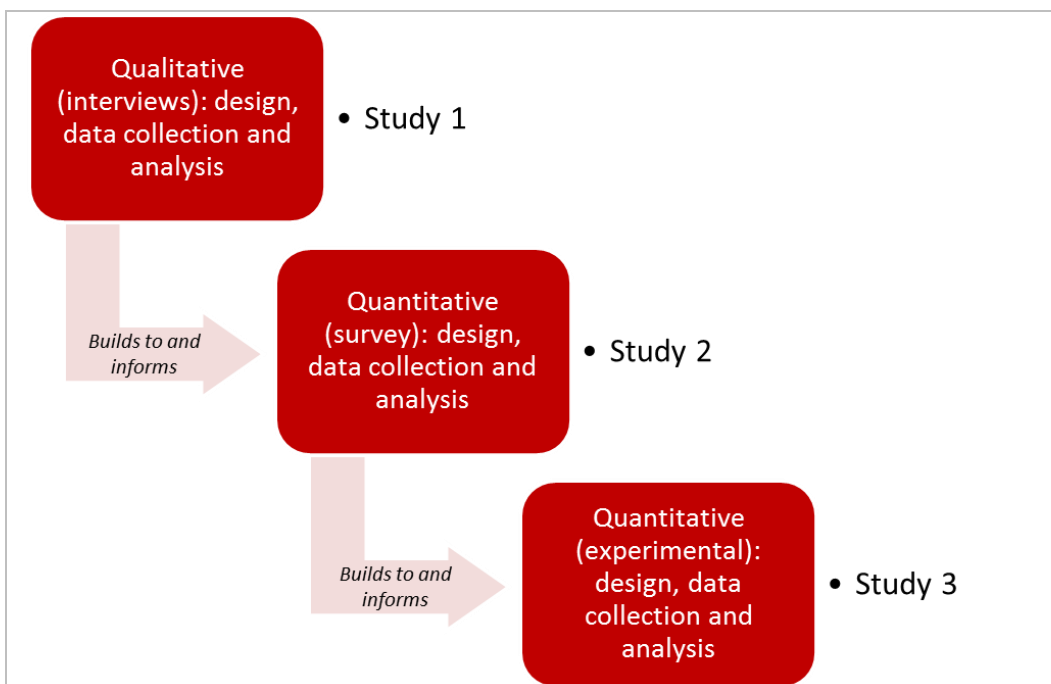 Qualitative
(interviews): design,
data collection and
analysis
• Study 1
Builds to and
informs
Quantitative
(survey): design,
data collection and
analysis
• Study 2
Builds to and
informs
Quantitative
(experimental):
design, data
collection and
analysis
• Study 3